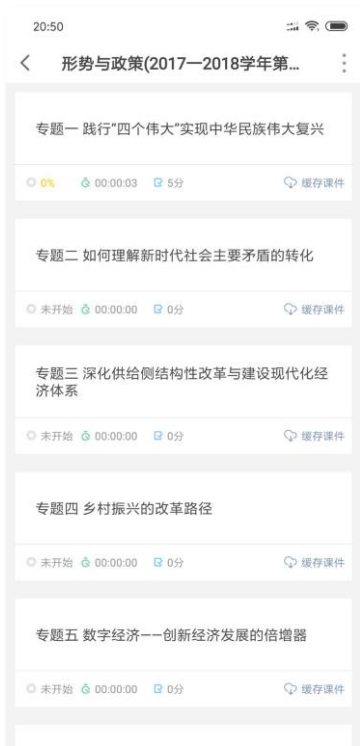 20:50
形势与政策(2017—2018学年第...
专题一 践行“四个伟大”实现中华民族伟大复兴
0% 00:00:03 5分 缓存课件
专题二 如何理解新时代社会主要矛盾的转化
未开始 00:00:00 0分 缓存课件
专题三 深化供给侧结构性改革与建设现代化经
济体系
未开始 00:00:00 0分 缓存课件
专题四 乡村振兴的改革路径
未开始 00:00:00 0分 缓存课件
专题五 数字经济——创新经济发展的倍增器
未开始 00:00:00 0分 缓存课件